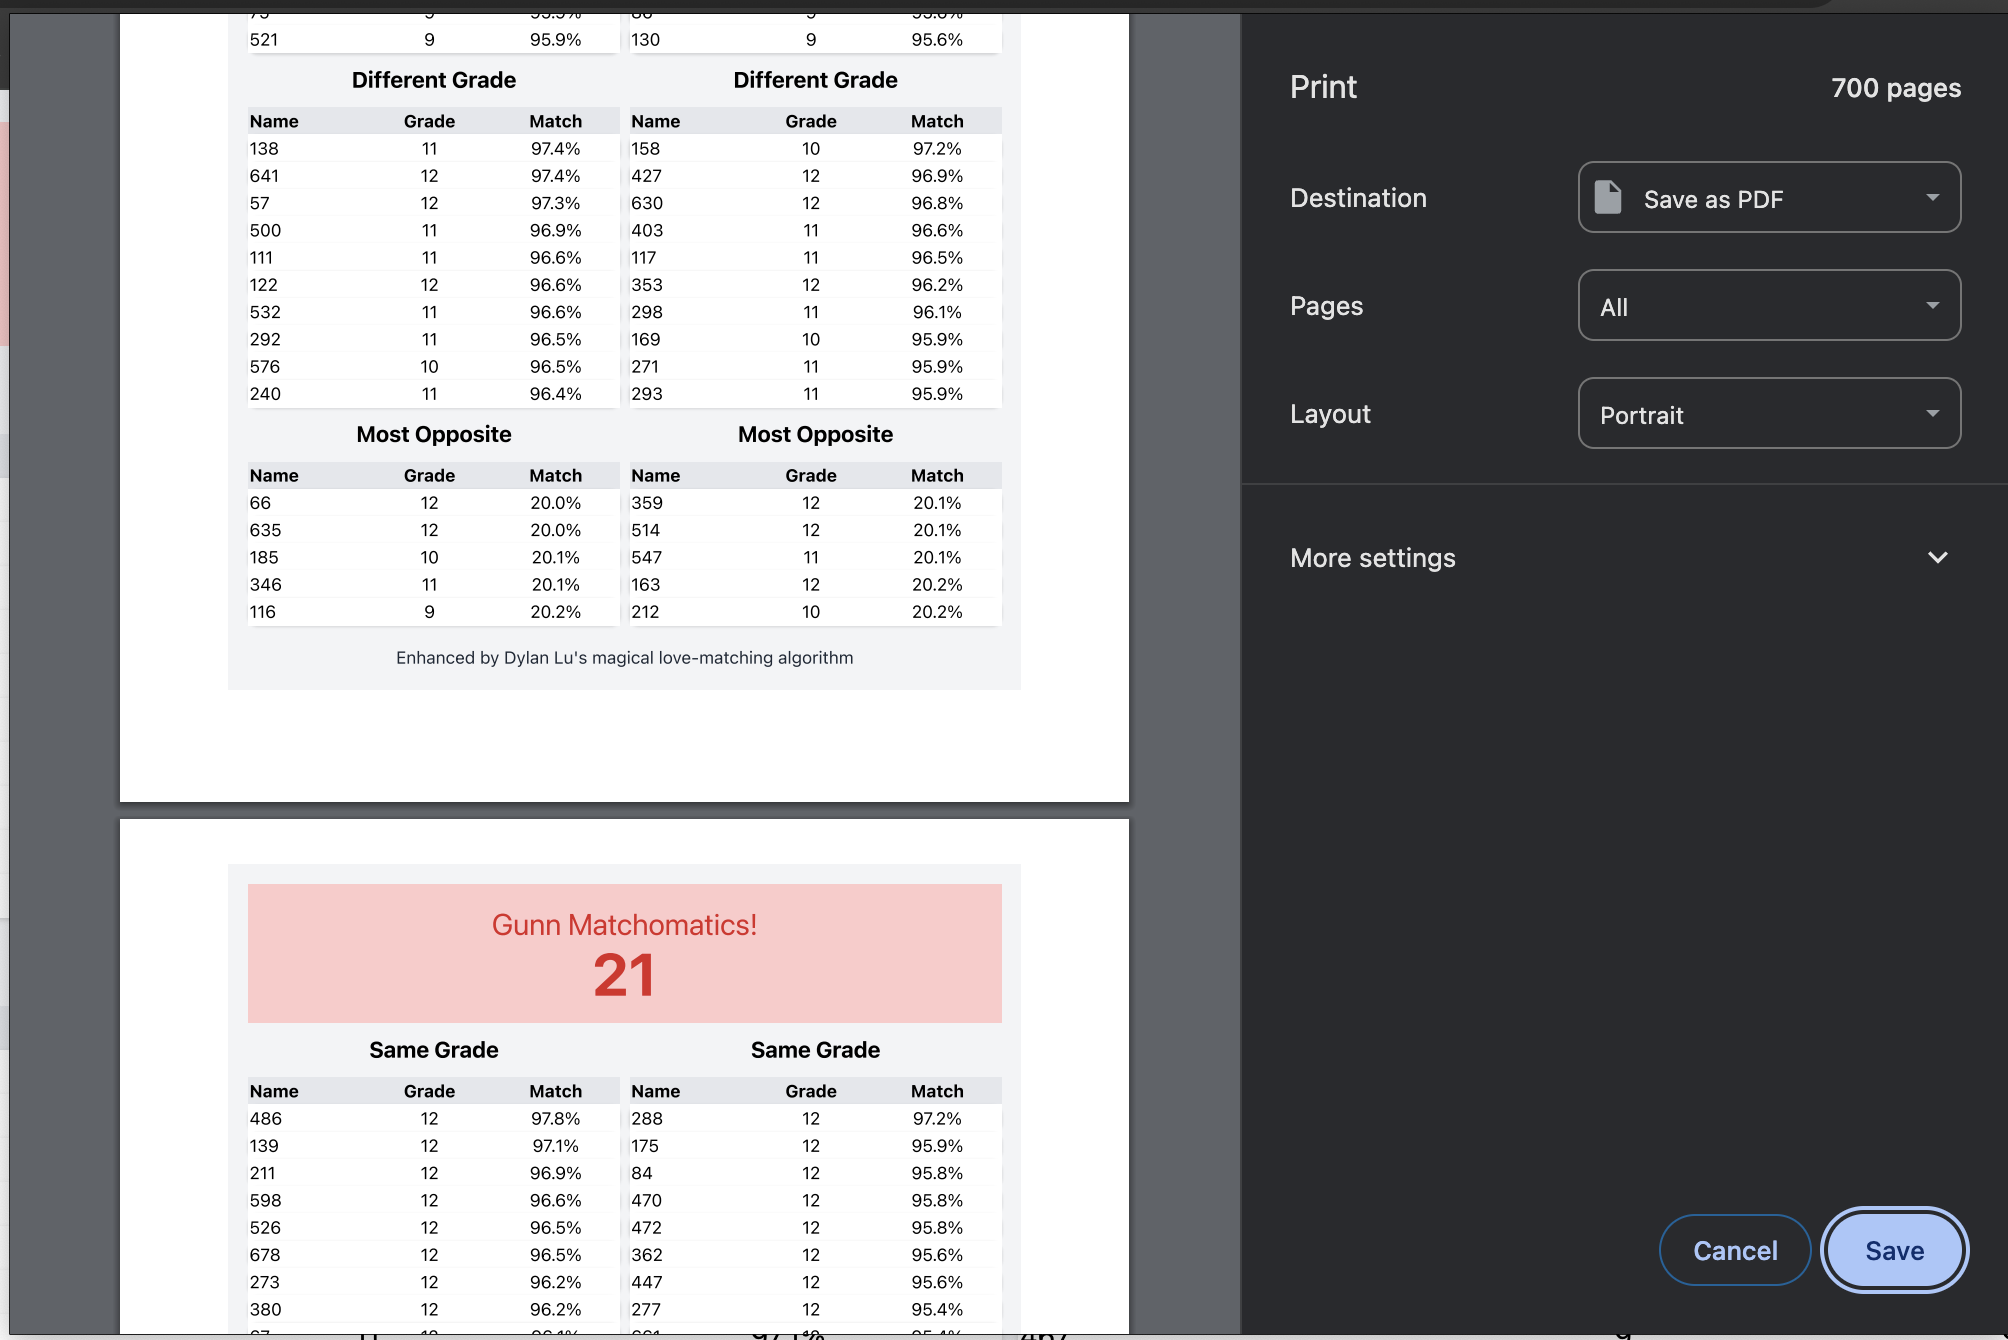 521 9 95.9% 130 9 95.6%
Different Grade Different Grade
Name Grade Match Name Grade Match
138 11 97.4% 158 10 97.2%
641 12 97.4% 427 12 96.9%
57 12 97.3% 630 12 96.8%
500 11 96.9% 403 11 96.6%
111 11 96.6% 117 11 96.5%
122 12 96.6% 353 12 96.2%
532 11 96.6% 298 11 96.1%
292 11 96.5% 169 10 95.9%
576 10 96.5% 271 11 95.9%
240 11 96.4% 293 11 95.9%
Most Opposite Most Opposite
Name Grade Match Name Grade Match
66 12 20.0% 359 12 20.1%
635 12 20.0% 514 12 20.1%
185 10 20.1% 547 11 20.1%
346 11 20.1% 163 12 20.2%
116 9 20.2% 212 10 20.2%
Enhanced by Dylan Lu's magical love-matching algorithm
Gunn Matchomatics!
21
Same Grade Same Grade
Name Grade Match Name Grade Match
486 12 97.8% 288 12 97.2%
139 12 97.1% 175 12 95.9%
211 12 96.9% 84 12 95.8%
598 12 96.6% 470 12 95.8%
526 12 96.5% 472 12 95.8%
678 12 96.5% 362 12 95.6%
273 12 96.2% 447 12 95.6%
380 12 96.2% 277 12 95.4%
Print 700 pages
Destination Save as PDF
Pages All
Layout Portrait
More settings
Cancel Save